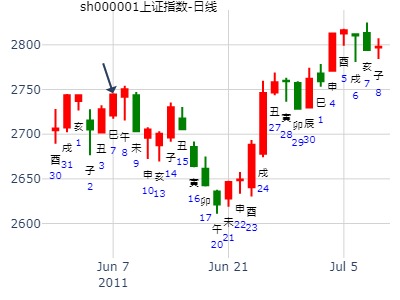 sh000001上证指数-日线
2800
2750
2700
2650
2600
酉
30
戌
31
亥
1
子
2
丑
3
巳
7
午
8
未
9
申
10
亥
13
子
14
丑
15
寅
16
卯
17
午
20
未
21
申
22
酉
23
戌
24
丑
27
寅
28
卯
29
辰
30
巳
1
申
4
酉
5
戌
6
亥
7
子
8
Jun 7
2011
Jun 21
Jul 5